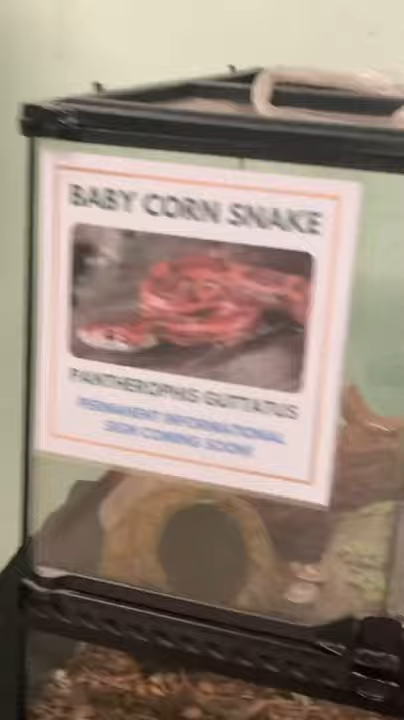 BABY CORN SNAKE
PANTHEROPHIS GUTTATUS
PERMANENT INFORMATIONAL
SIGN COMING SOON!